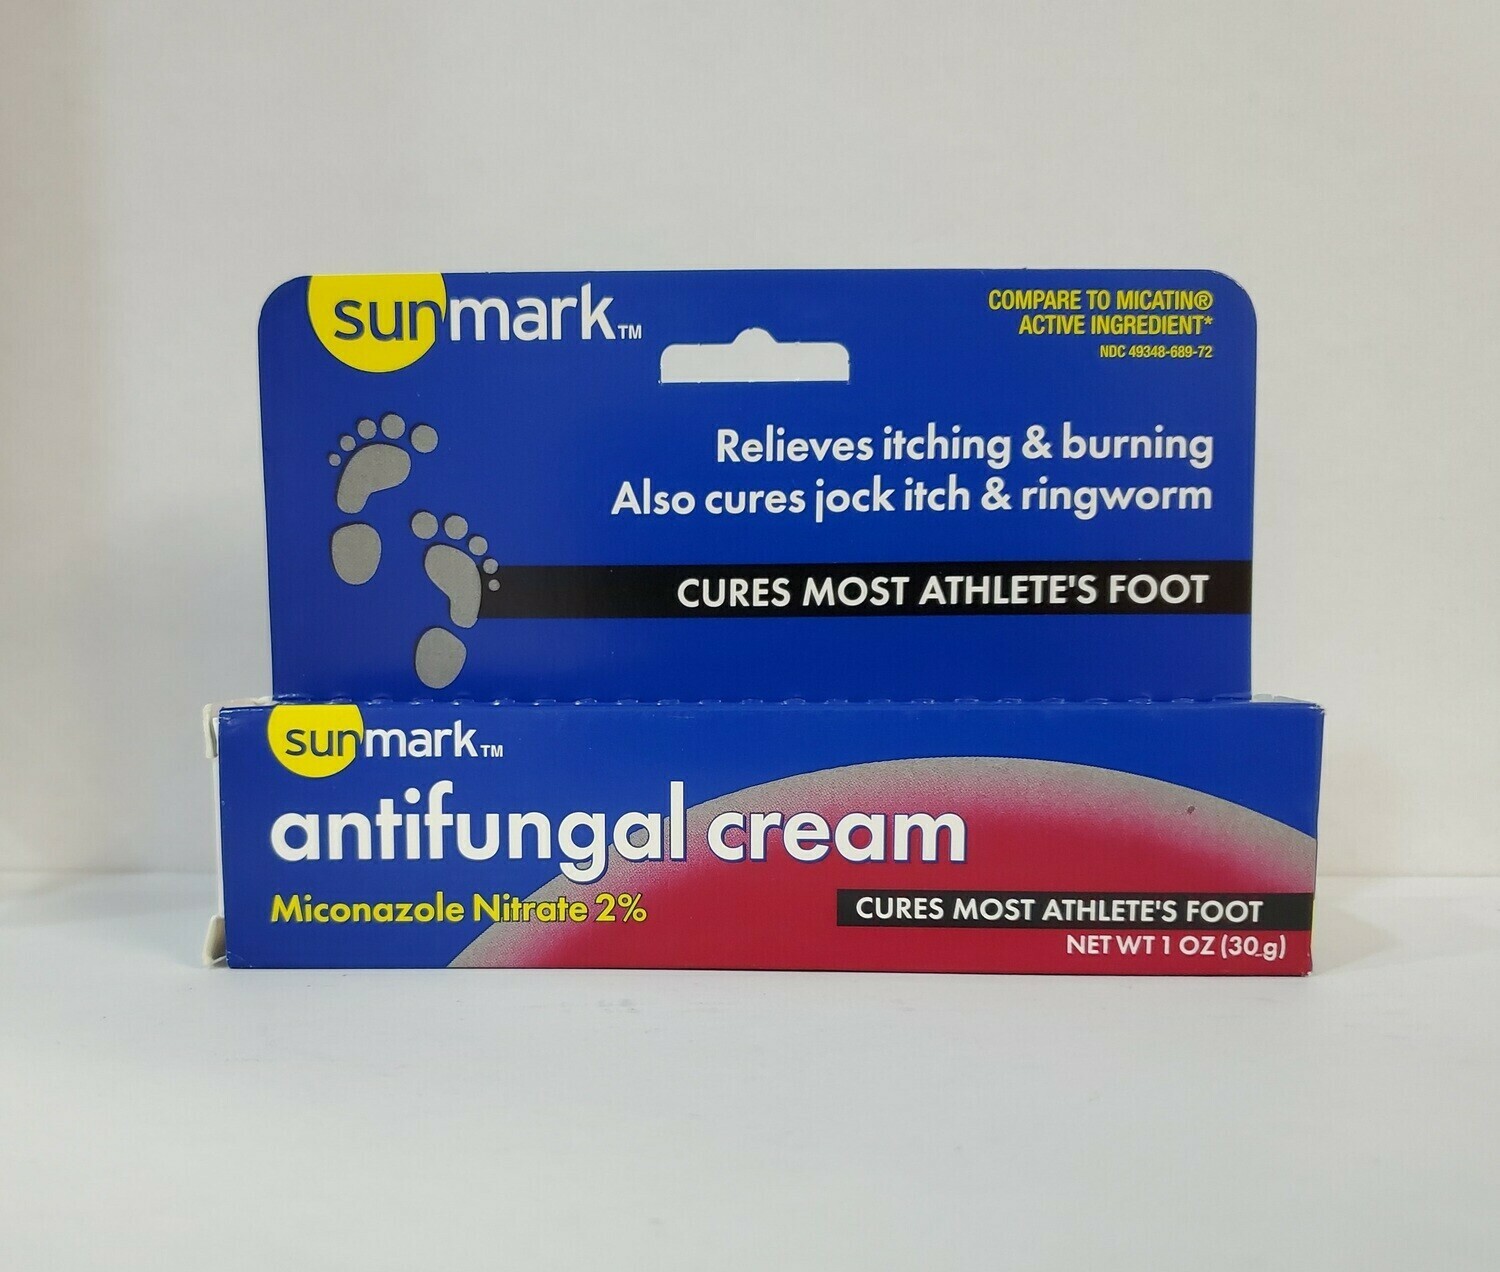 sunmark™
COMPARE TO MICATIN®
ACTIVE INGREDIENT*
NDC 49348-689-72
Relieves itching & burning
Also cures jock itch & ringworm
CURES MOST ATHLETE'S FOOT
sunmark™
antifungal cream
Miconazole Nitrate 2%
CURES MOST ATHLETE'S FOOT
NET WT 1 OZ (30 g)